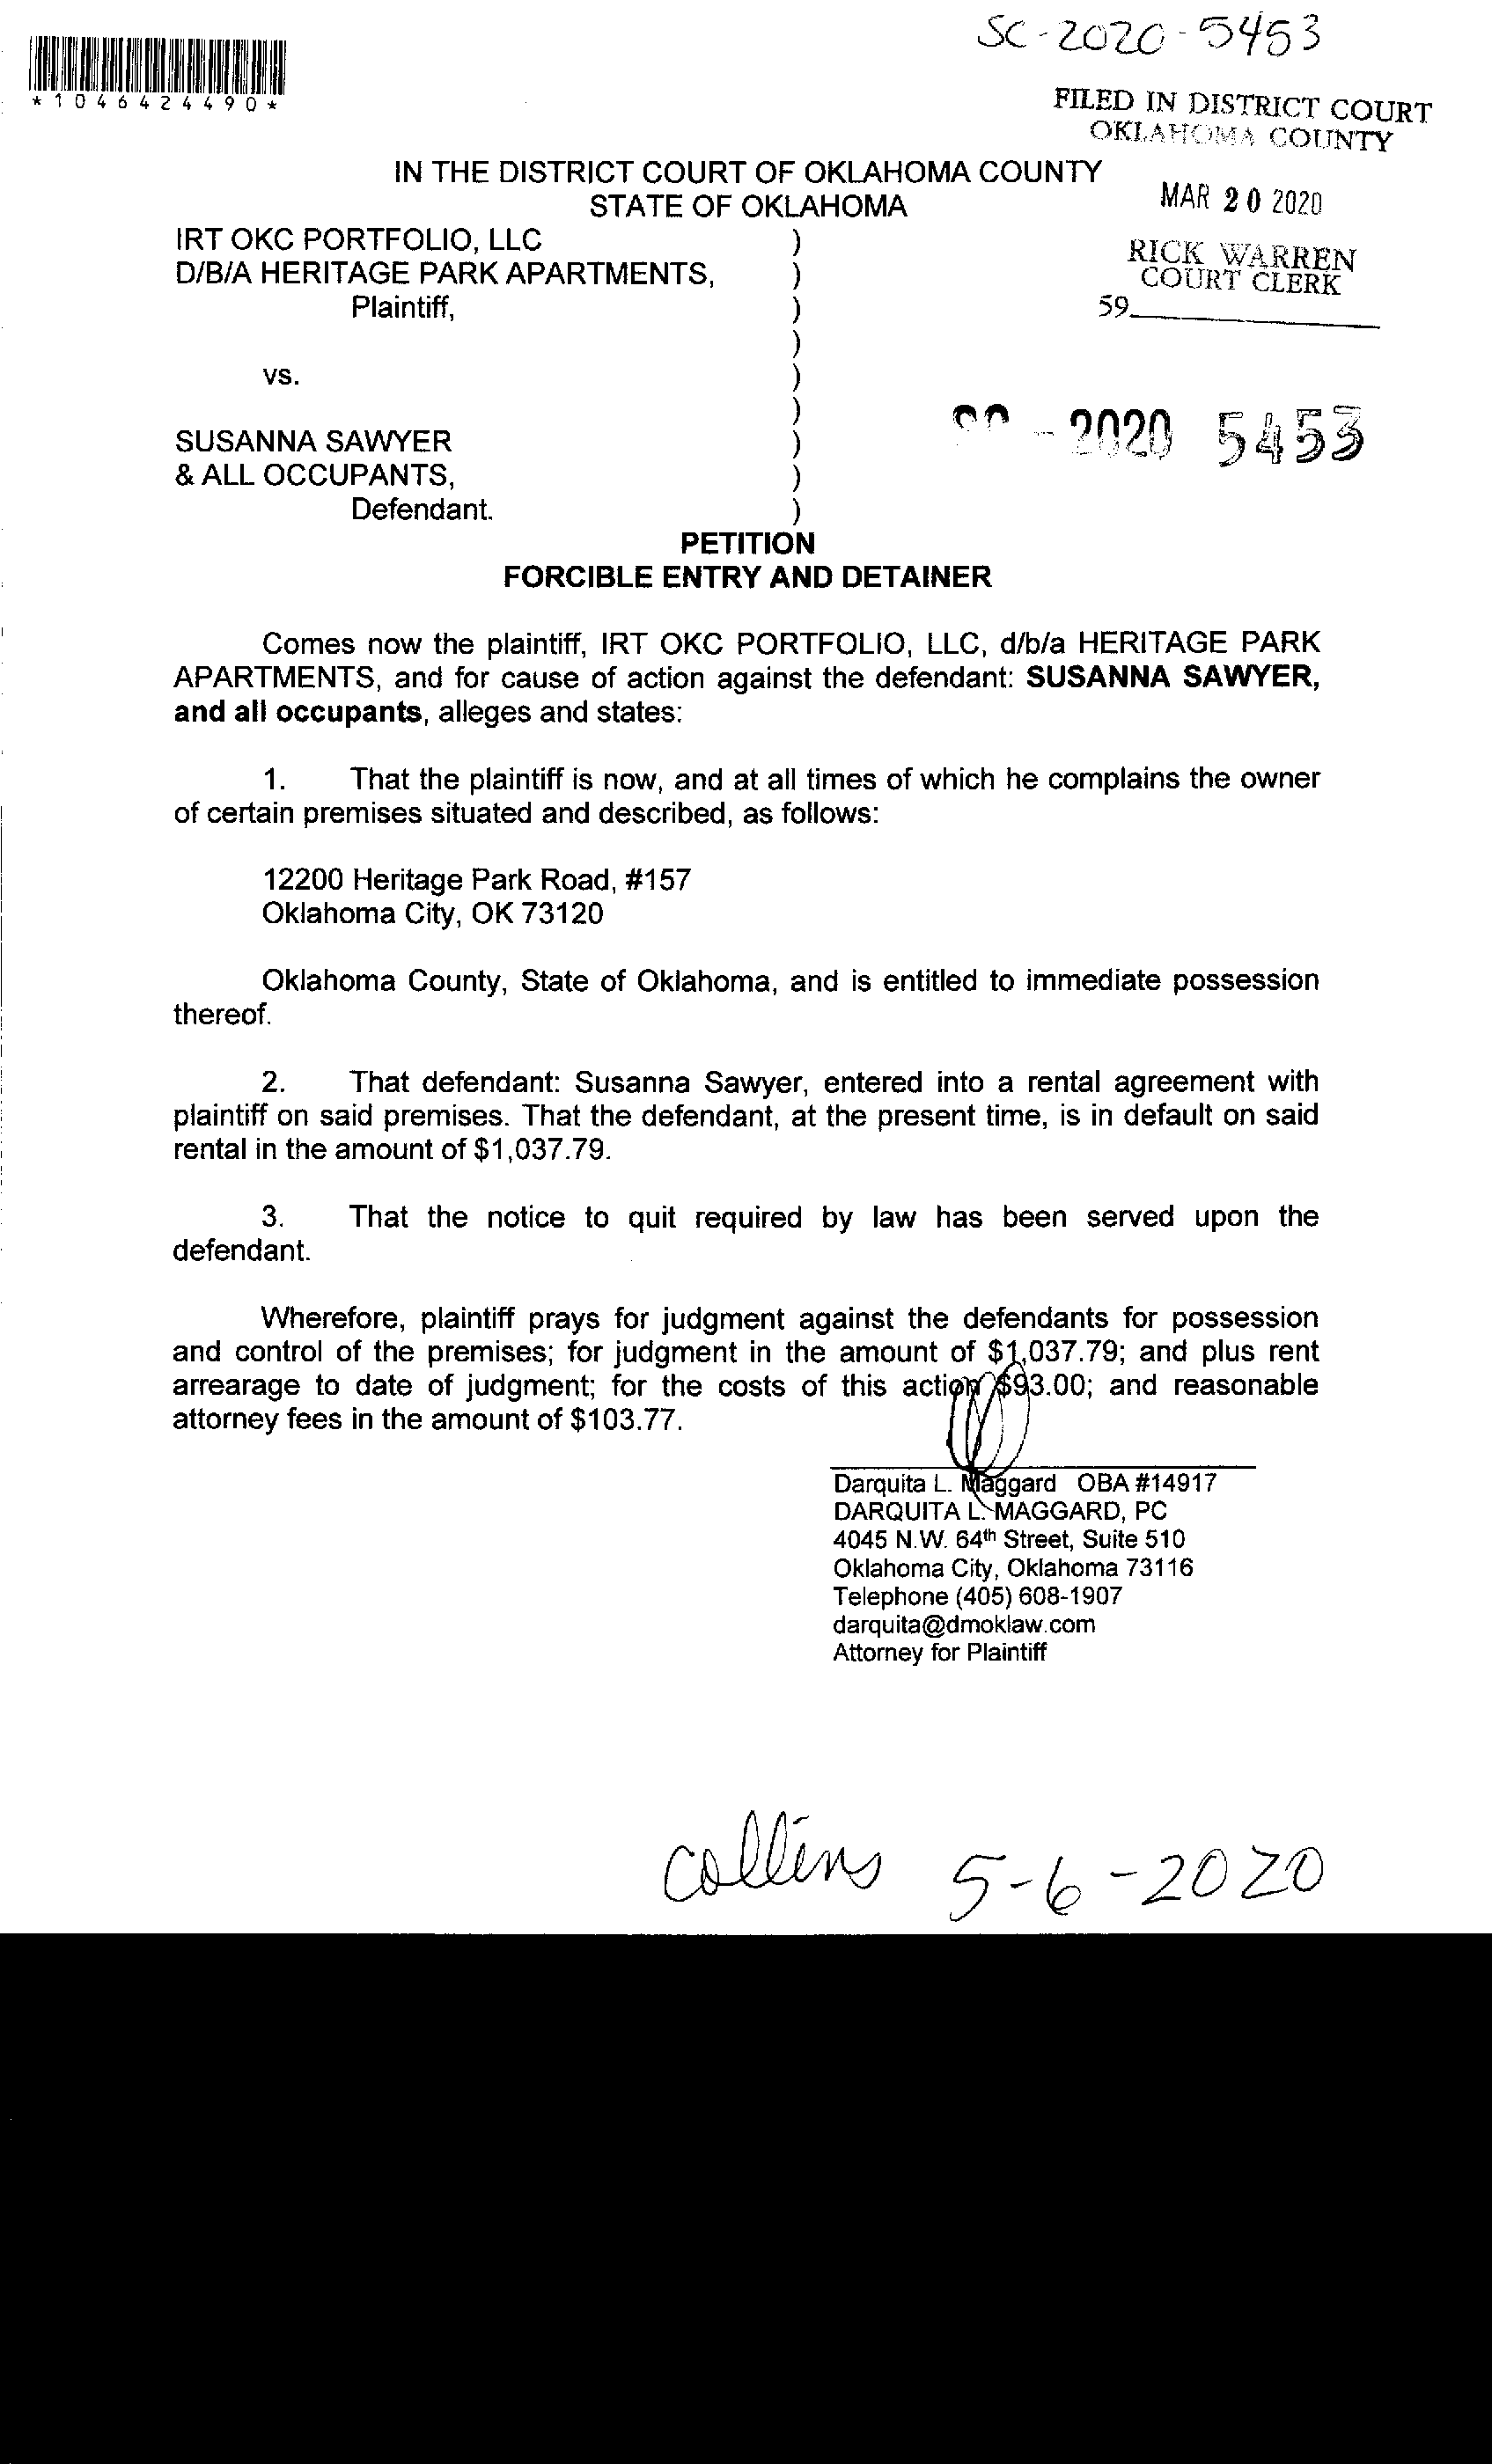 SC-2020-5453
*1046424490*
FILED IN DISTRICT COURT
OKLAHOMA COUNTY
IN THE DISTRICT COURT OF OKLAHOMA COUNTY
STATE OF OKLAHOMA
MAR 20 2020
IRT OKC PORTFOLIO, LLC )
D/B/A HERITAGE PARK APARTMENTS, )
Plaintiff, )
)
RICK WARREN
COURT CLERK
59
vs. )
)
SUSANNA SAWYER )
& ALL OCCUPANTS, )
Defendant. )
- 2020 5453
PETITION
FORCIBLE ENTRY AND DETAINER
Comes now the plaintiff, IRT OKC PORTFOLIO, LLC, d/b/a HERITAGE PARK
APARTMENTS, and for cause of action against the defendant: SUSANNA SAWYER,
and all occupants, alleges and states:
1. That the plaintiff is now, and at all times of which he complains the owner
of certain premises situated and described, as follows:
12200 Heritage Park Road, #157
Oklahoma City, OK 73120
Oklahoma County, State of Oklahoma, and is entitled to immediate possession
thereof.
2. That defendant: Susanna Sawyer, entered into a rental agreement with
plaintiff on said premises. That the defendant, at the present time, is in default on said
rental in the amount of $1,037.79.
3. That the notice to quit required by law has been served upon the
defendant.
Wherefore, plaintiff prays for judgment against the defendants for possession
and control of the premises; for judgment in the amount of $1,037.79; and plus rent
arrearage to date of judgment; for the costs of this action $93.00; and reasonable
attorney fees in the amount of $103.77.
Darquita L. Maggard OBA #14917
DARQUITA L. MAGGARD, PC
4045 N.W. 64th Street, Suite 510
Oklahoma City, Oklahoma 73116
Telephone (405) 608-1907
darquita@dmoklaw.com
Attorney for Plaintiff
Collins 5-6-2020